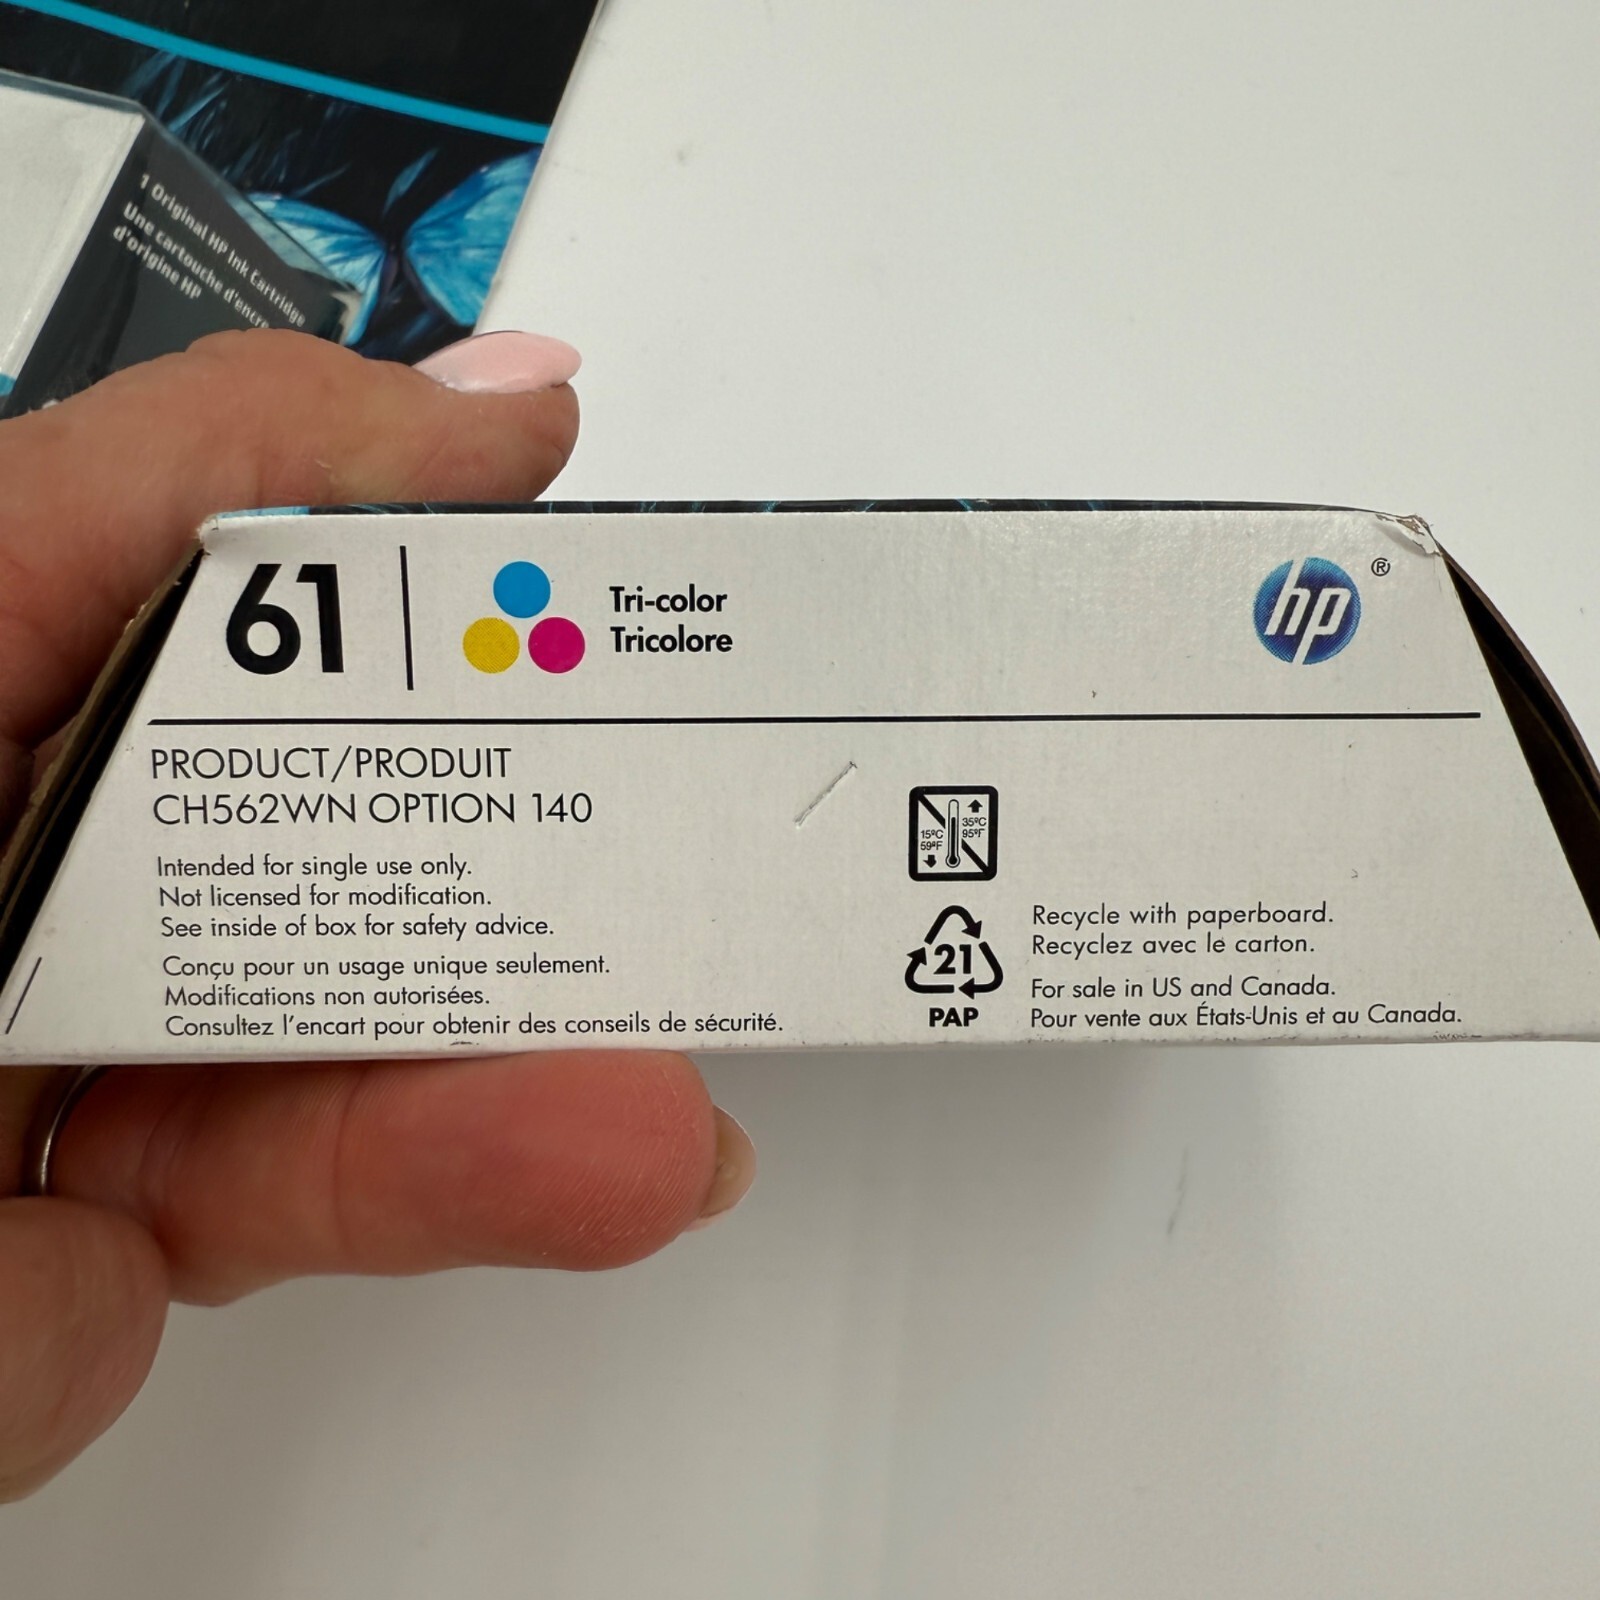 1 Original HP Ink Cartridge
Une cartouche d'encre
d'origine HP
61
Tri-color
Tricolore
hp ®
PRODUCT/PRODUIT
CH562WN OPTION 140
Intended for single use only.
Not licensed for modification.
See inside of box for safety advice.
Conçu pour un usage unique seulement.
Modifications non autorisées.
Consultez l'encart pour obtenir des conseils de sécurité.
15ºC
59ºF
35ºC
95ºF
21
PAP
Recycle with paperboard.
Recyclez avec le carton.
For sale in US and Canada.
Pour vente aux États-Unis et au Canada.